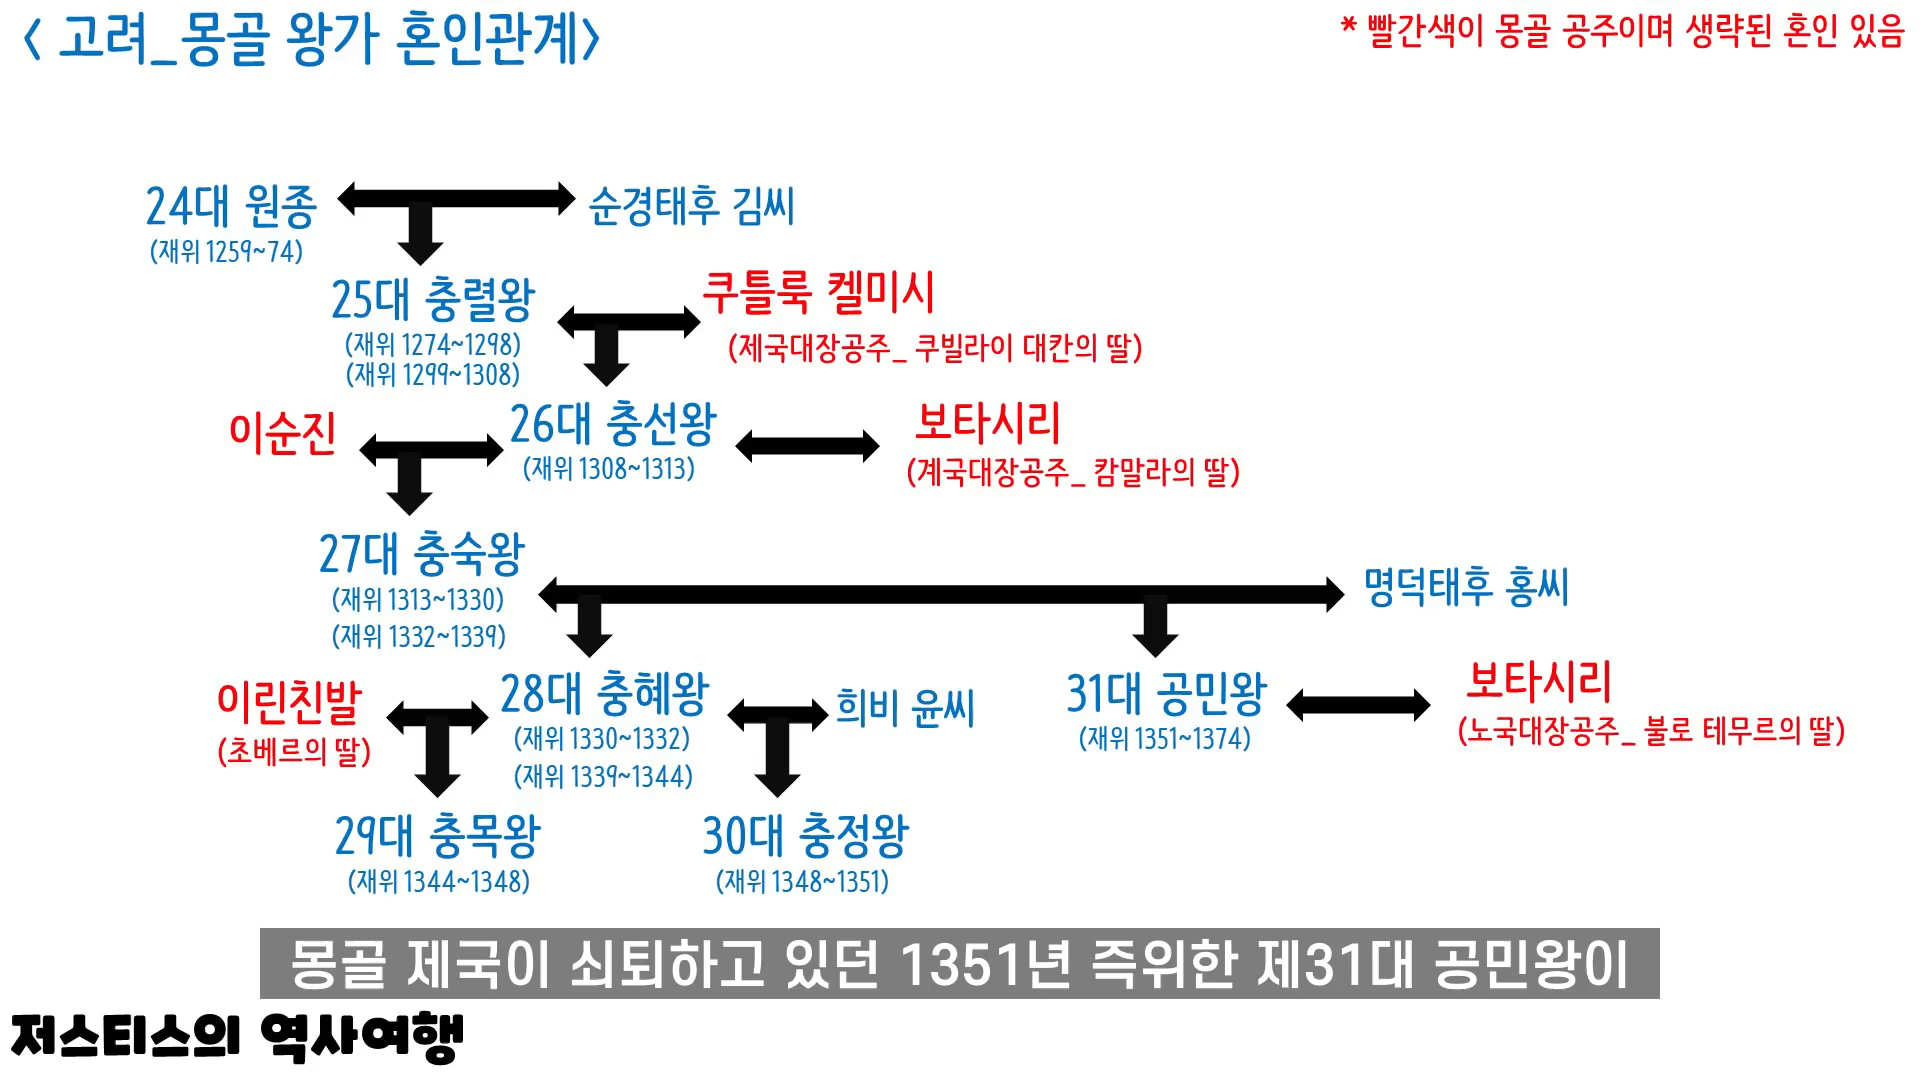 < 고려_몽골 왕가 혼인관계>
* 빨간색이 몽골 공주이며 생략된 혼인 있음
24대 원종
(재위 1259~74)
순경태후 김씨
25대 충렬왕
(재위 1274~1298)
(재위 1299~1308)
쿠틀룩 켈미시
(제국대장공주_ 쿠빌라이 대칸의 딸)
이순진
26대 충선왕
(재위 1308~1313)
보타시리
(계국대장공주_ 캄말라의 딸)
27대 충숙왕
(재위 1313~1330)
(재위 1332~1339)
명덕태후 홍씨
이린친발
(초베르의 딸)
28대 충혜왕
(재위 1330~1332)
(재위 1339~1344)
희비 윤씨
31대 공민왕
(재위 1351~1374)
보타시리
(노국대장공주_ 불로 테무르의 딸)
29대 충목왕
(재위 1344~1348)
30대 충정왕
(재위 1348~1351)
몽골 제국이 쇠퇴하고 있던 1351년 즉위한 제31대 공민왕이
저스티스의 역사여행